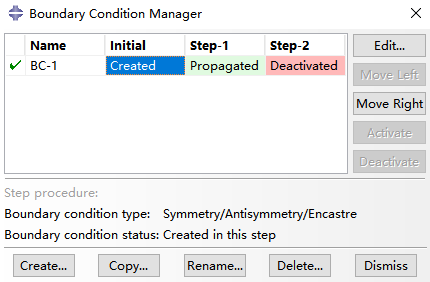 Boundary Condition Manager
Name Initial Step-1 Step-2
BC-1 Created Propagated Deactivated
Edit...
Move Left
Move Right
Activate
Deactivate
Step procedure:
Boundary condition type: Symmetry/Antisymmetry/Encastre
Boundary condition status: Created in this step
Create... Copy... Rename... Delete... Dismiss